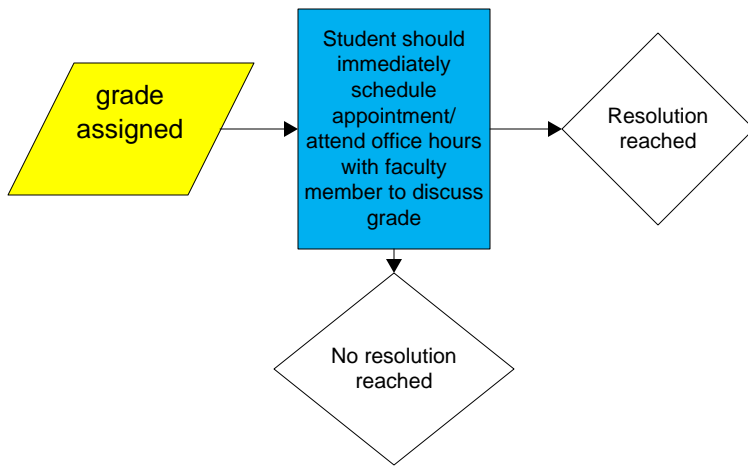 grade
assigned
Student should
immediately
schedule
appointment/
attend office hours
with faculty
member to discuss
grade
Resolution
reached
No resolution
reached